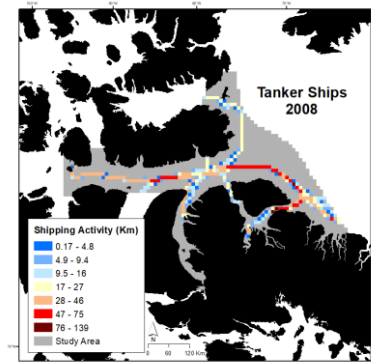 Tanker Ships
2008
Shipping Activity (Km)
0.17 - 4.8
4.9 - 9.4
9.5 - 16
17 - 27
28 - 46
47 - 75
76 - 139
Study Area
N
0 30 60 120 Km